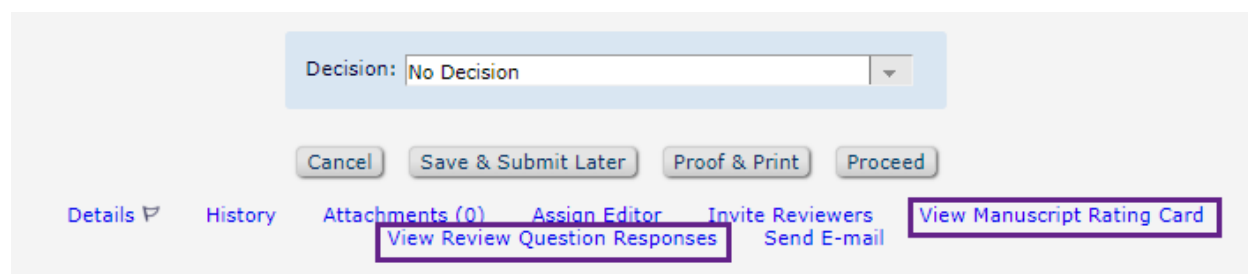 Decision: No Decision
Cancel Save & Submit Later Proof & Print Proceed
Details History Attachments (0) Assign Editor Invite Reviewers View Manuscript Rating Card
View Review Question Responses Send E-mail